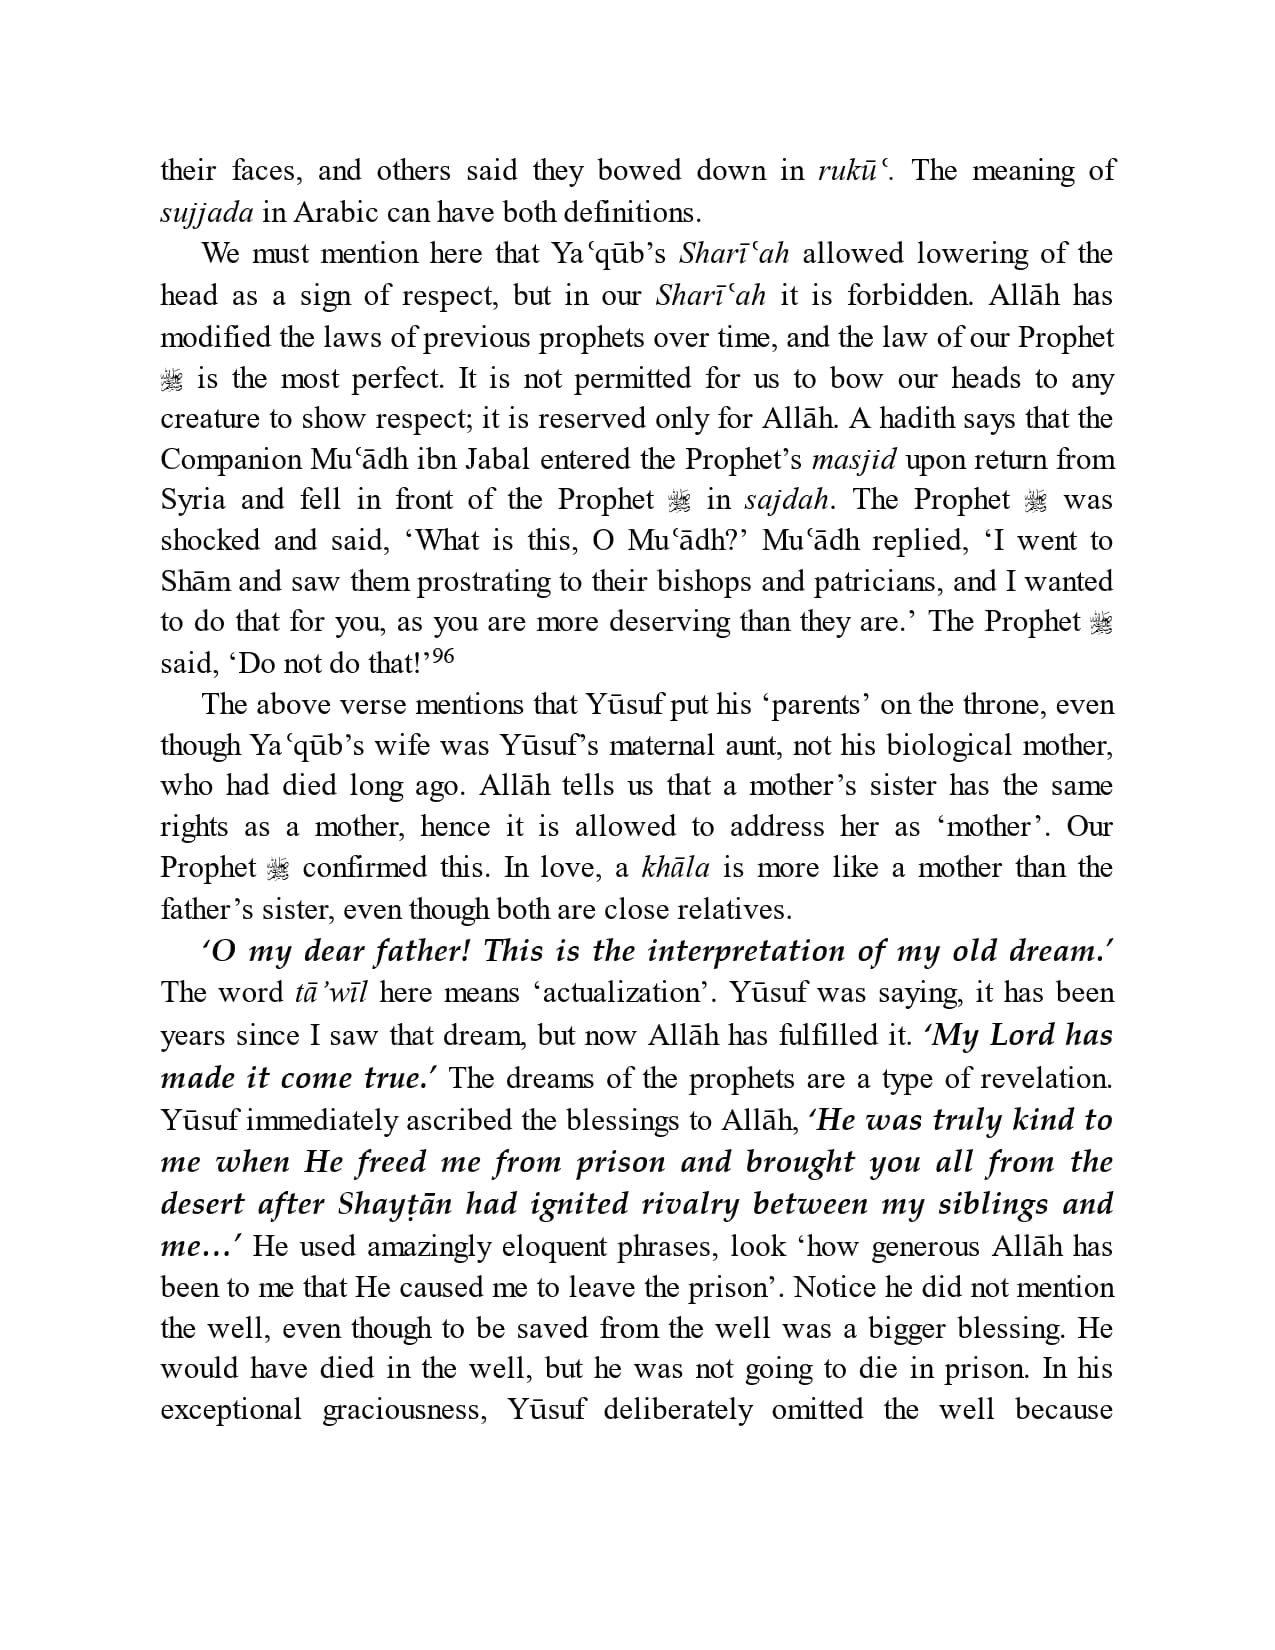 their faces, and others said they bowed down in rukūʿ. The meaning of
sujjada in Arabic can have both definitions.
We must mention here that Yaʿqūb’s Sharīʿah allowed lowering of the
head as a sign of respect, but in our Sharīʿah it is forbidden. Allāh has
modified the laws of previous prophets over time, and the law of our Prophet
ﷺ is the most perfect. It is not permitted for us to bow our heads to any
creature to show respect; it is reserved only for Allāh. A hadith says that the
Companion Muʿādh ibn Jabal entered the Prophet’s masjid upon return from
Syria and fell in front of the Prophet ﷺ in sajdah. The Prophet ﷺ was
shocked and said, ‘What is this, O Muʿādh?’ Muʿādh replied, ‘I went to
Shām and saw them prostrating to their bishops and patricians, and I wanted
to do that for you, as you are more deserving than they are.’ The Prophet ﷺ
said, ‘Do not do that!’96
The above verse mentions that Yūsuf put his ‘parents’ on the throne, even
though Yaʿqūb’s wife was Yūsuf’s maternal aunt, not his biological mother,
who had died long ago. Allāh tells us that a mother’s sister has the same
rights as a mother, hence it is allowed to address her as ‘mother’. Our
Prophet ﷺ confirmed this. In love, a khāla is more like a mother than the
father’s sister, even though both are close relatives.
‘O my dear father! This is the interpretation of my old dream.’
The word tā’wīl here means ‘actualization’. Yūsuf was saying, it has been
years since I saw that dream, but now Allāh has fulfilled it. ‘My Lord has
made it come true.’ The dreams of the prophets are a type of revelation.
Yūsuf immediately ascribed the blessings to Allāh, ‘He was truly kind to
me when He freed me from prison and brought you all from the
desert after Shayṭān had ignited rivalry between my siblings and
me…’ He used amazingly eloquent phrases, look ‘how generous Allāh has
been to me that He caused me to leave the prison’. Notice he did not mention
the well, even though to be saved from the well was a bigger blessing. He
would have died in the well, but he was not going to die in prison. In his
exceptional graciousness, Yūsuf deliberately omitted the well because